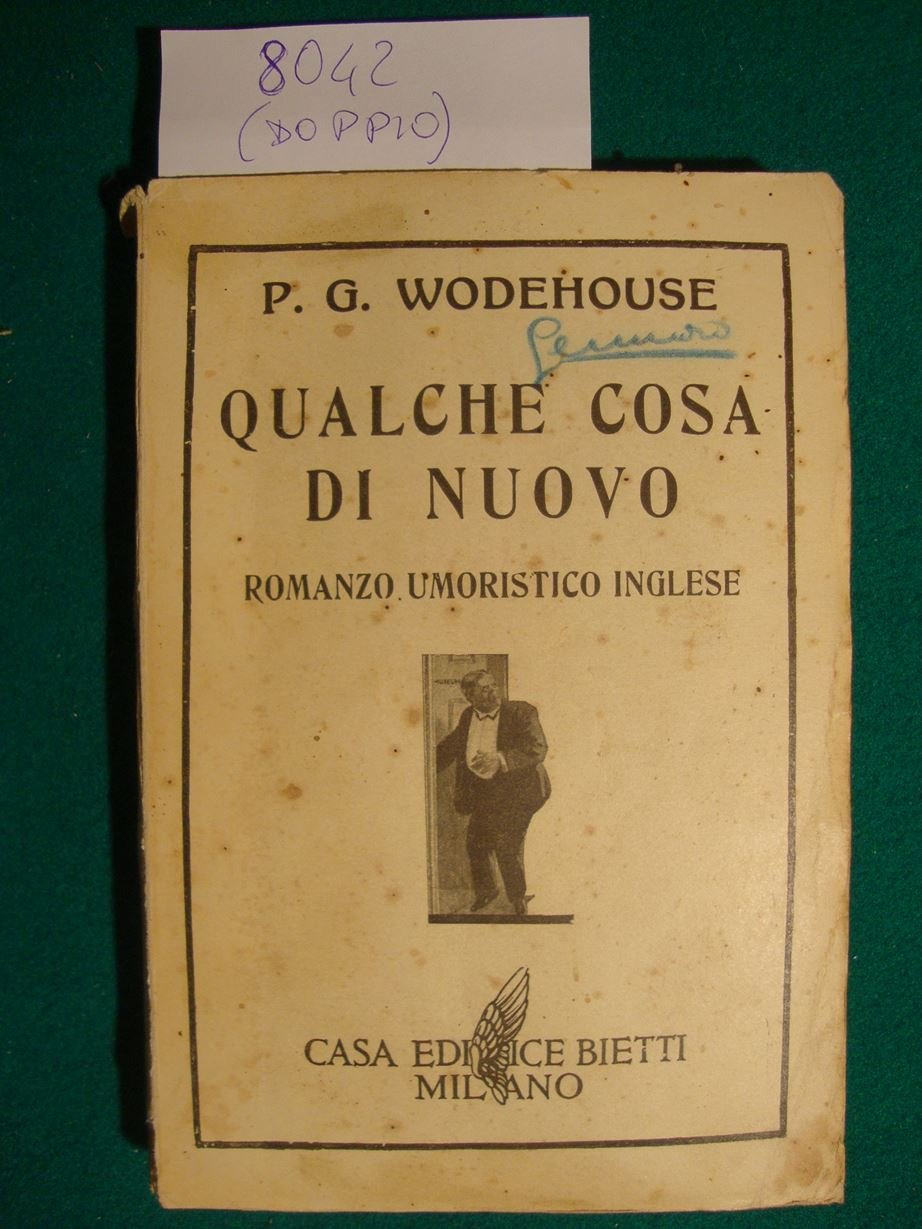 8042
(DOPPIO)
P. G. WODEHOUSE
QUALCHE COSA
DI NUOVO
ROMANZO UMORISTICO INGLESE
CASA EDITRICE BIETTI
MILANO